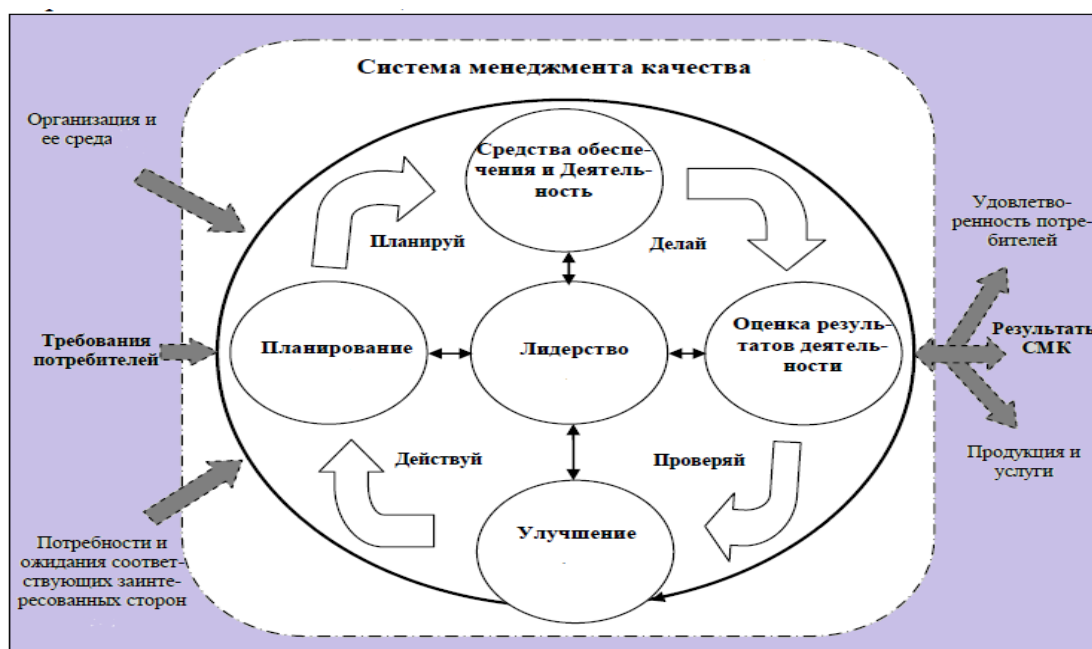 Система менеджмента качества
Организация и
ее среда
Средства обеспе-
чения и Деятель-
ность
Планируй
Делай
Удовлетво-
ренность потре-
бителей
Требования
потребителей
Планирование
Лидерство
Оценка резуль-
татов деятель-
ности
Результаты
СМК
Действуй
Проверяй
Продукция и
услуги
Улучшение
Потребности и
ожидания соответ-
ствующих заинте-
ресованных сторон